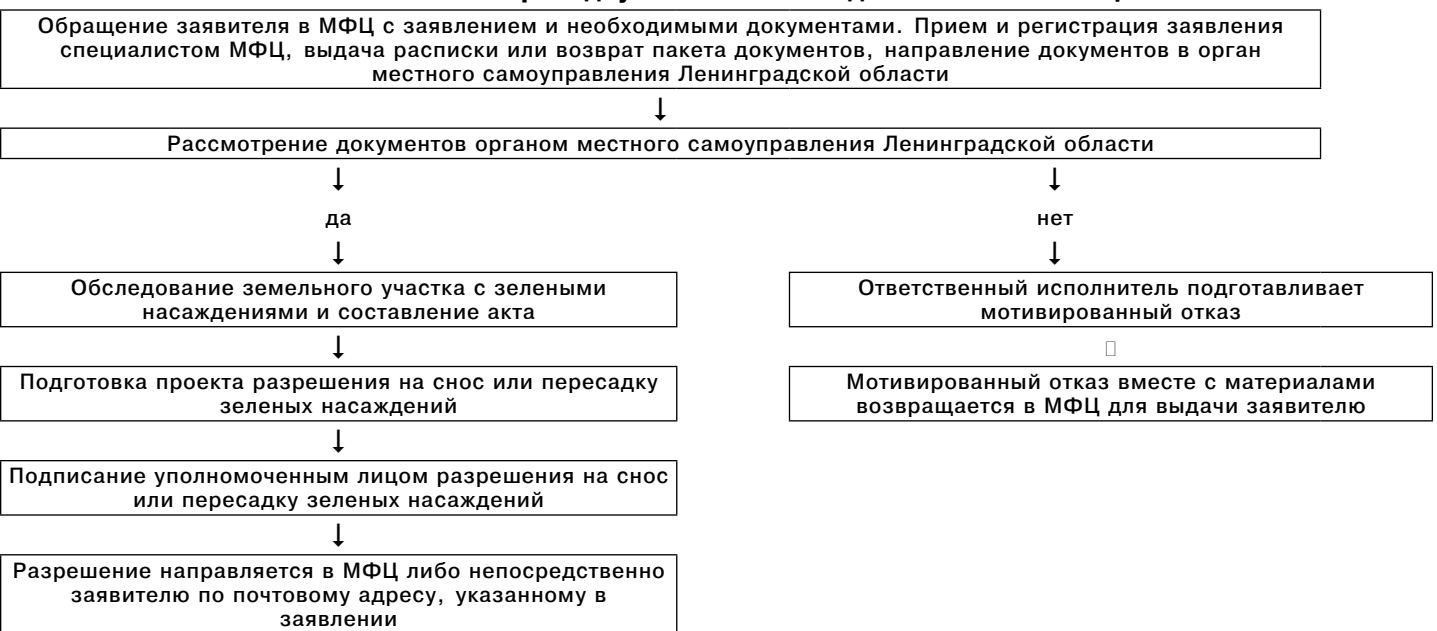 Обращение заявителя в МФЦ с заявлением и необходимыми документами. Прием и регистрация заявления
специалистом МФЦ, выдача расписки или возврат пакета документов, направление документов в орган
местного самоуправления Ленинградской области
↓
Рассмотрение документов органом местного самоуправления Ленинградской области
↓ ↓
да нет
↓ ↓
Обследование земельного участка с зелеными
насаждениями и составление акта
Ответственный исполнитель подготавливает
мотивированный отказ
↓
Подготовка проекта разрешения на снос или пересадку
зеленых насаждений
Мотивированный отказ вместе с материалами
возвращается в МФЦ для выдачи заявителю
↓
Подписание уполномоченным лицом разрешения на снос
или пересадку зеленых насаждений
↓
Разрешение направляется в МФЦ либо непосредственно
заявителю по почтовому адресу, указанному в
заявлении